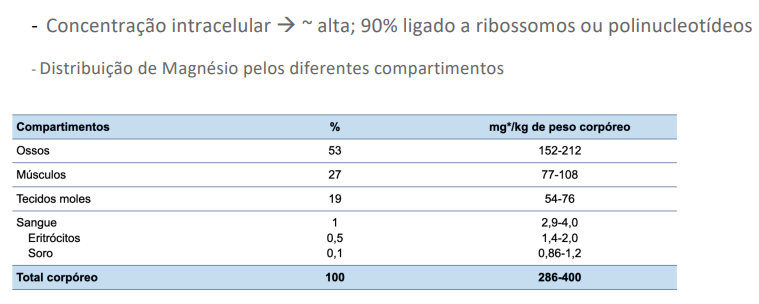 - Concentração intracelular → ~ alta; 90% ligado a ribossomos ou polinucleotídeos
- Distribuição de Magnésio pelos diferentes compartimentos
Compartimentos % mg*/kg de peso corpóreo
Ossos 53 152-212
Músculos 27 77-108
Tecidos moles 19 54-76
Sangue 1 2,9-4,0
Eritrócitos 0,5 1,4-2,0
Soro 0,1 0,86-1,2
Total corpóreo 100 286-400